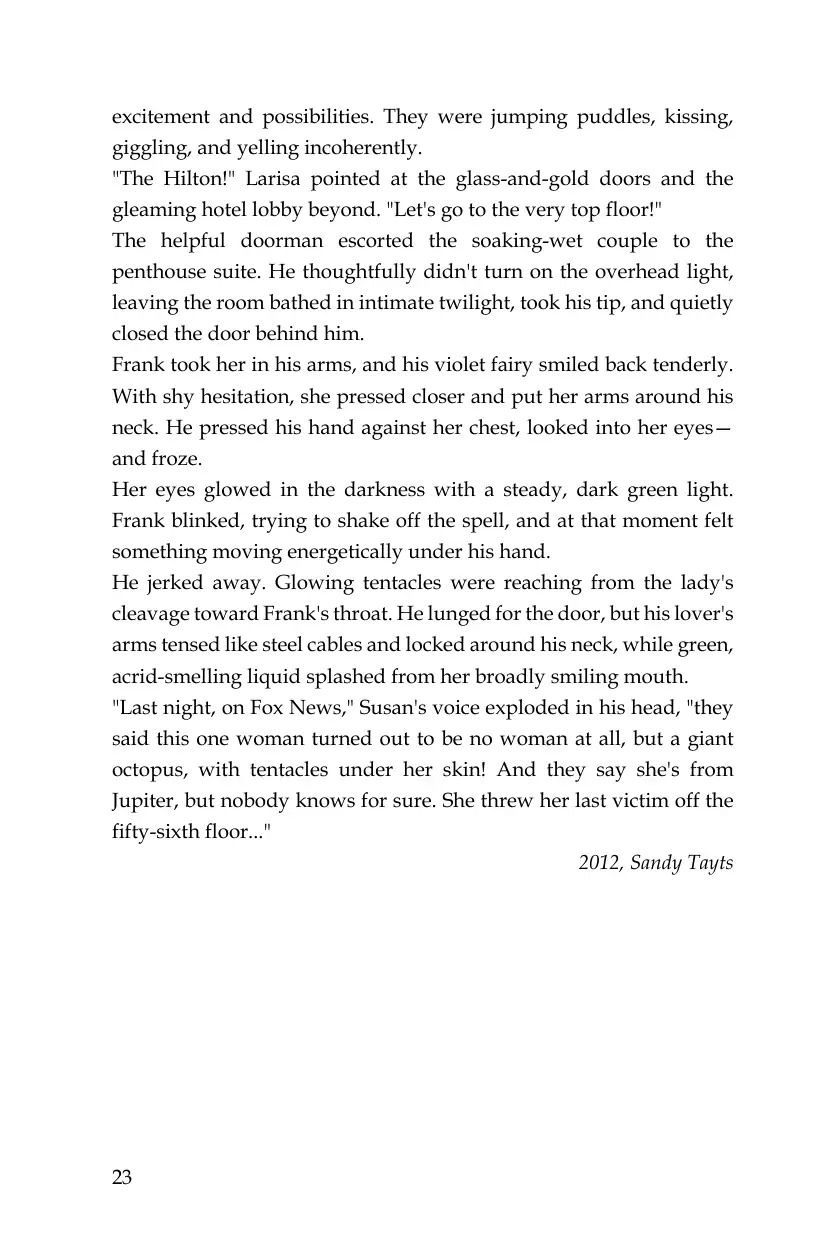 excitement and possibilities. They were jumping puddles, kissing,
giggling, and yelling incoherently.
"The Hilton!" Larisa pointed at the glass-and-gold doors and the
gleaming hotel lobby beyond. "Let's go to the very top floor!"
The helpful doorman escorted the soaking-wet couple to the
penthouse suite. He thoughtfully didn't turn on the overhead light,
leaving the room bathed in intimate twilight, took his tip, and quietly
closed the door behind him.
Frank took her in his arms, and his violet fairy smiled back tenderly.
With shy hesitation, she pressed closer and put her arms around his
neck. He pressed his hand against her chest, looked into her eyes—
and froze.
Her eyes glowed in the darkness with a steady, dark green light.
Frank blinked, trying to shake off the spell, and at that moment felt
something moving energetically under his hand.
He jerked away. Glowing tentacles were reaching from the lady's
cleavage toward Frank's throat. He lunged for the door, but his lover's
arms tensed like steel cables and locked around his neck, while green,
acrid-smelling liquid splashed from her broadly smiling mouth.
"Last night, on Fox News," Susan's voice exploded in his head, "they
said this one woman turned out to be no woman at all, but a giant
octopus, with tentacles under her skin! And they say she's from
Jupiter, but nobody knows for sure. She threw her last victim off the
fifty-sixth floor..."
2012, Sandy Tayts
23